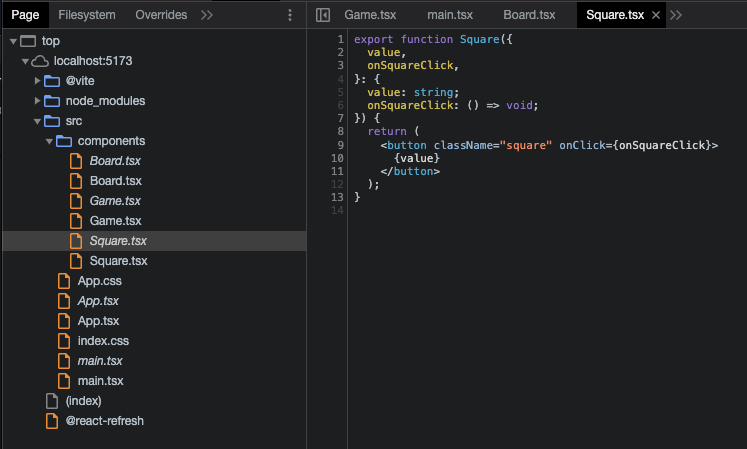 Page Filesystem Overrides
top
localhost:5173
@vite
node_modules
src
components
Board.tsx
Board.tsx
Game.tsx
Game.tsx
Square.tsx
Square.tsx
App.css
App.tsx
App.tsx
index.css
main.tsx
main.tsx
(index)
@react-refresh
Game.tsx main.tsx Board.tsx Square.tsx
1 export function Square({
2   value,
3   onSquareClick,
4 }: {
5   value: string;
6   onSquareClick: () => void;
7 }) {
8   return (
9     <button className="square" onClick={onSquareClick}>
10       {value}
11     </button>
12   );
13 }
14